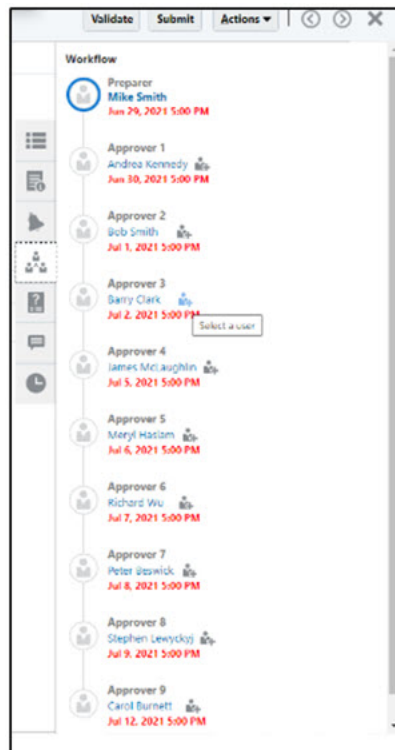 Validate Submit Actions
Workflow
Preparer
Mike Smith
Jun 29, 2021 5:00 PM
Approver 1
Andrea Kennedy
Jun 30, 2021 5:00 PM
Approver 2
Bob Smith
Jul 1, 2021 5:00 PM
Approver 3
Barry Clark
Jul 2, 2021 5:00 PM
Select a user
Approver 4
James McLaughlin
Jul 5, 2021 5:00 PM
Approver 5
Meryl Haslam
Jul 6, 2021 5:00 PM
Approver 6
Richard Wu
Jul 7, 2021 5:00 PM
Approver 7
Peter Beswick
Jul 8, 2021 5:00 PM
Approver 8
Stephen Lewyckyj
Jul 9, 2021 5:00 PM
Approver 9
Carol Burnett
Jul 12, 2021 5:00 PM